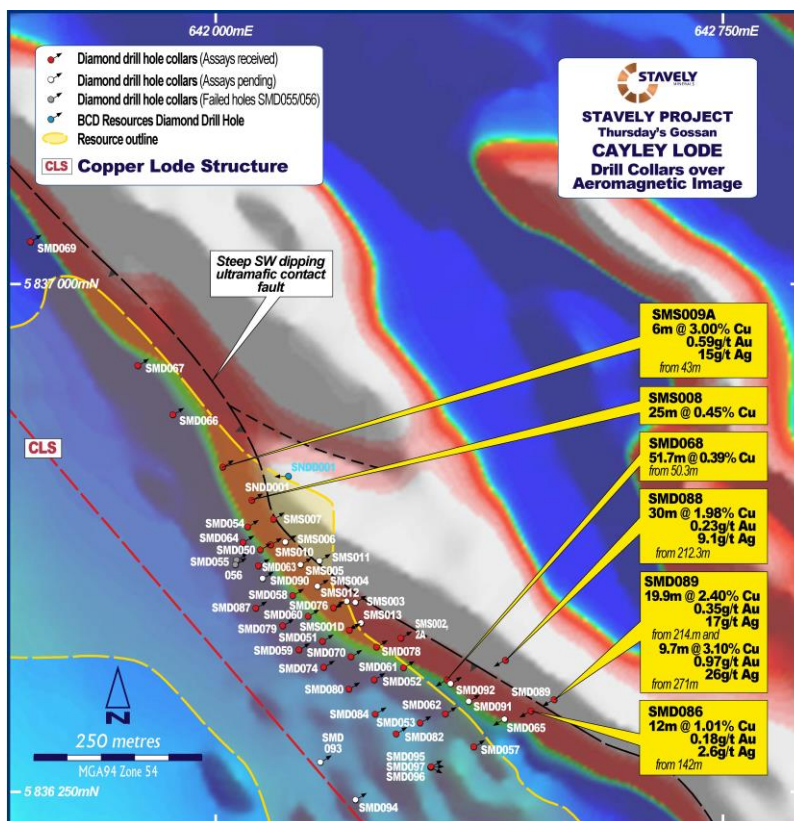 642 000mE
642 750mE
Diamond drill hole collars (Assays received)
Diamond drill hole collars (Assays pending)
Diamond drill hole collars (Failed holes SMD055/056)
BCD Resources Diamond Drill Hole
Resource outline
CLS Copper Lode Structure
STAVELY
MINERALS
STAVELY PROJECT
Thursday's Gossan
CAYLEY LODE
Drill Collars over
Aeromagnetic Image
SMD069
Steep SW dipping
ultramafic contact
fault
5 837 000mN
SMS009A
6m @ 3.00% Cu
0.59g/t Au
15g/t Ag
from 43m
SMD067
SMS008
25m @ 0.45% Cu
SMD066
SMD068
51.7m @ 0.39% Cu
from 50.3m
CLS
SNDD001
SNDD001
SMD088
30m @ 1.98% Cu
0.23g/t Au
9.1g/t Ag
from 212.3m
SMS007
SMD054
SMD064
SMS006
SMD050
SMS010
SMS011
SMD055
056
SMD063
SMS005
SMD090
SMS004
SMD058
SMS012
SMD087
SMD076
SMS003
SMD060
SMS013
SMD079
SMS001D
SMS002,
2A
SMD051
SMD059
SMD070
SMD078
SMD074
SMD061
SMD052
SMD080
SMD092
SMD089
SMD062
SMD091
SMD084
SMD053
SMD065
SMD082
SMD057
SMD
093
SMD095
SMD097
SMD096
SMD094
SMD089
19.9m @ 2.40% Cu
0.35g/t Au
17g/t Ag
from 214.m and
9.7m @ 3.10% Cu
0.97g/t Au
26g/t Ag
from 271m
SMD086
12m @ 1.01% Cu
0.18g/t Au
2.6g/t Ag
from 142m
N
250 metres
MGA94 Zone 54
5 836 250mN